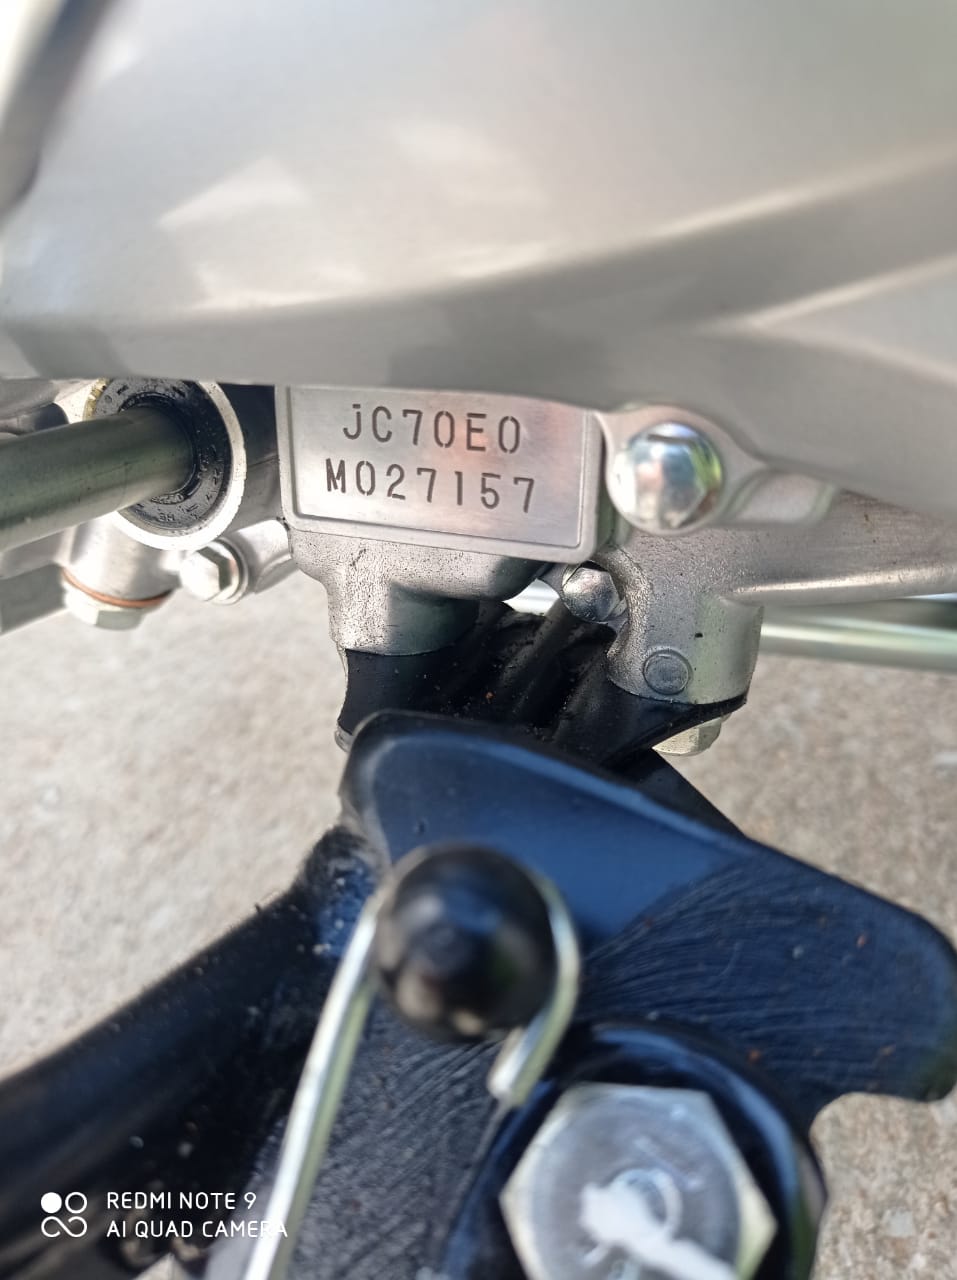 JC70E0
M027157
REDMI NOTE 9
AI QUAD CAMERA